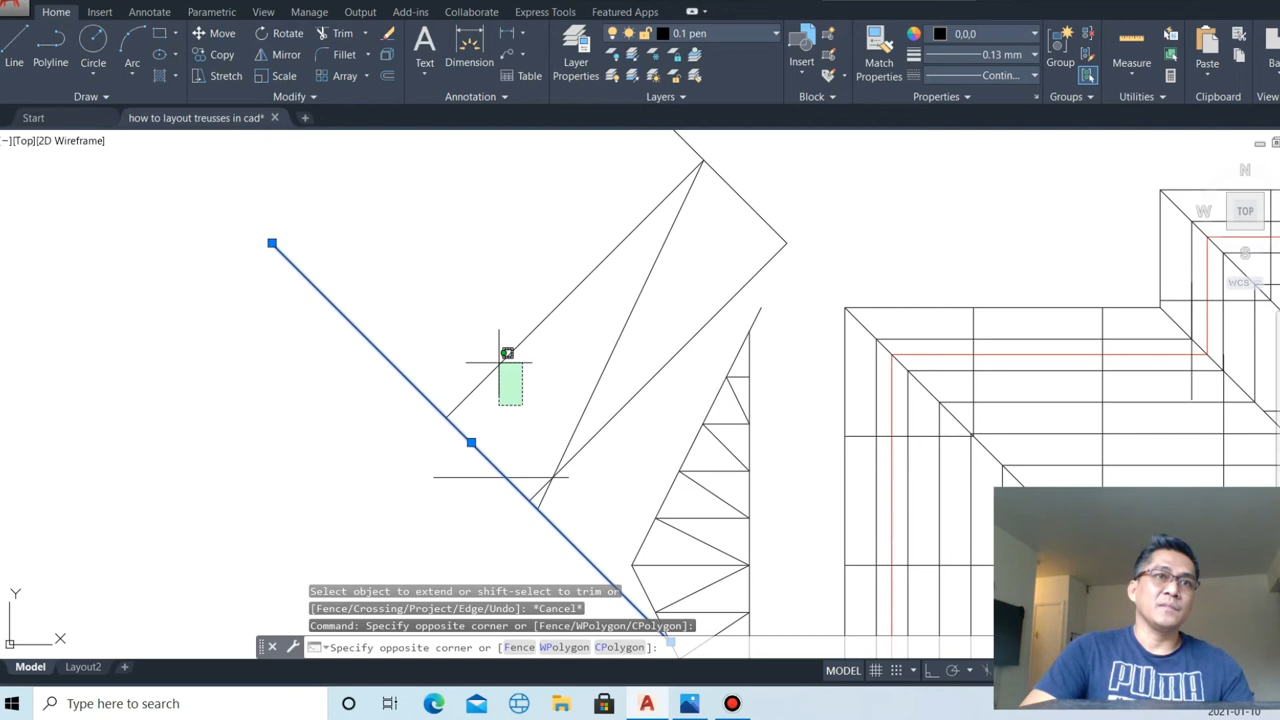 Home Insert Annotate Parametric View Manage Output Add-ins Collaborate Express Tools Featured Apps
Move Rotate Trim 0.1 pen 0,0,0
Copy Mirror Fillet 0.13 mm
Line Polyline Circle Arc Stretch Scale Array Text Dimension Table Layer Properties Insert Match Properties Contin... Group Measure Paste
Draw Modify Annotation Layers Block Properties Groups Utilities Clipboard
Start how to layout treusses in cad*
[Top][2D Wireframe]
N
W TOP
S
WCS
Select object to extend or shift-select to trim or
[Fence/Crossing/Project/Edge/Undo]: *Cancel*
Command: Specify opposite corner or [Fence/WPolygon/CPolygon]:
Specify opposite corner or [Fence WPolygon CPolygon]:
Y
X
Model Layout2 MODEL
PUMA
Type here to search
2021-01-10